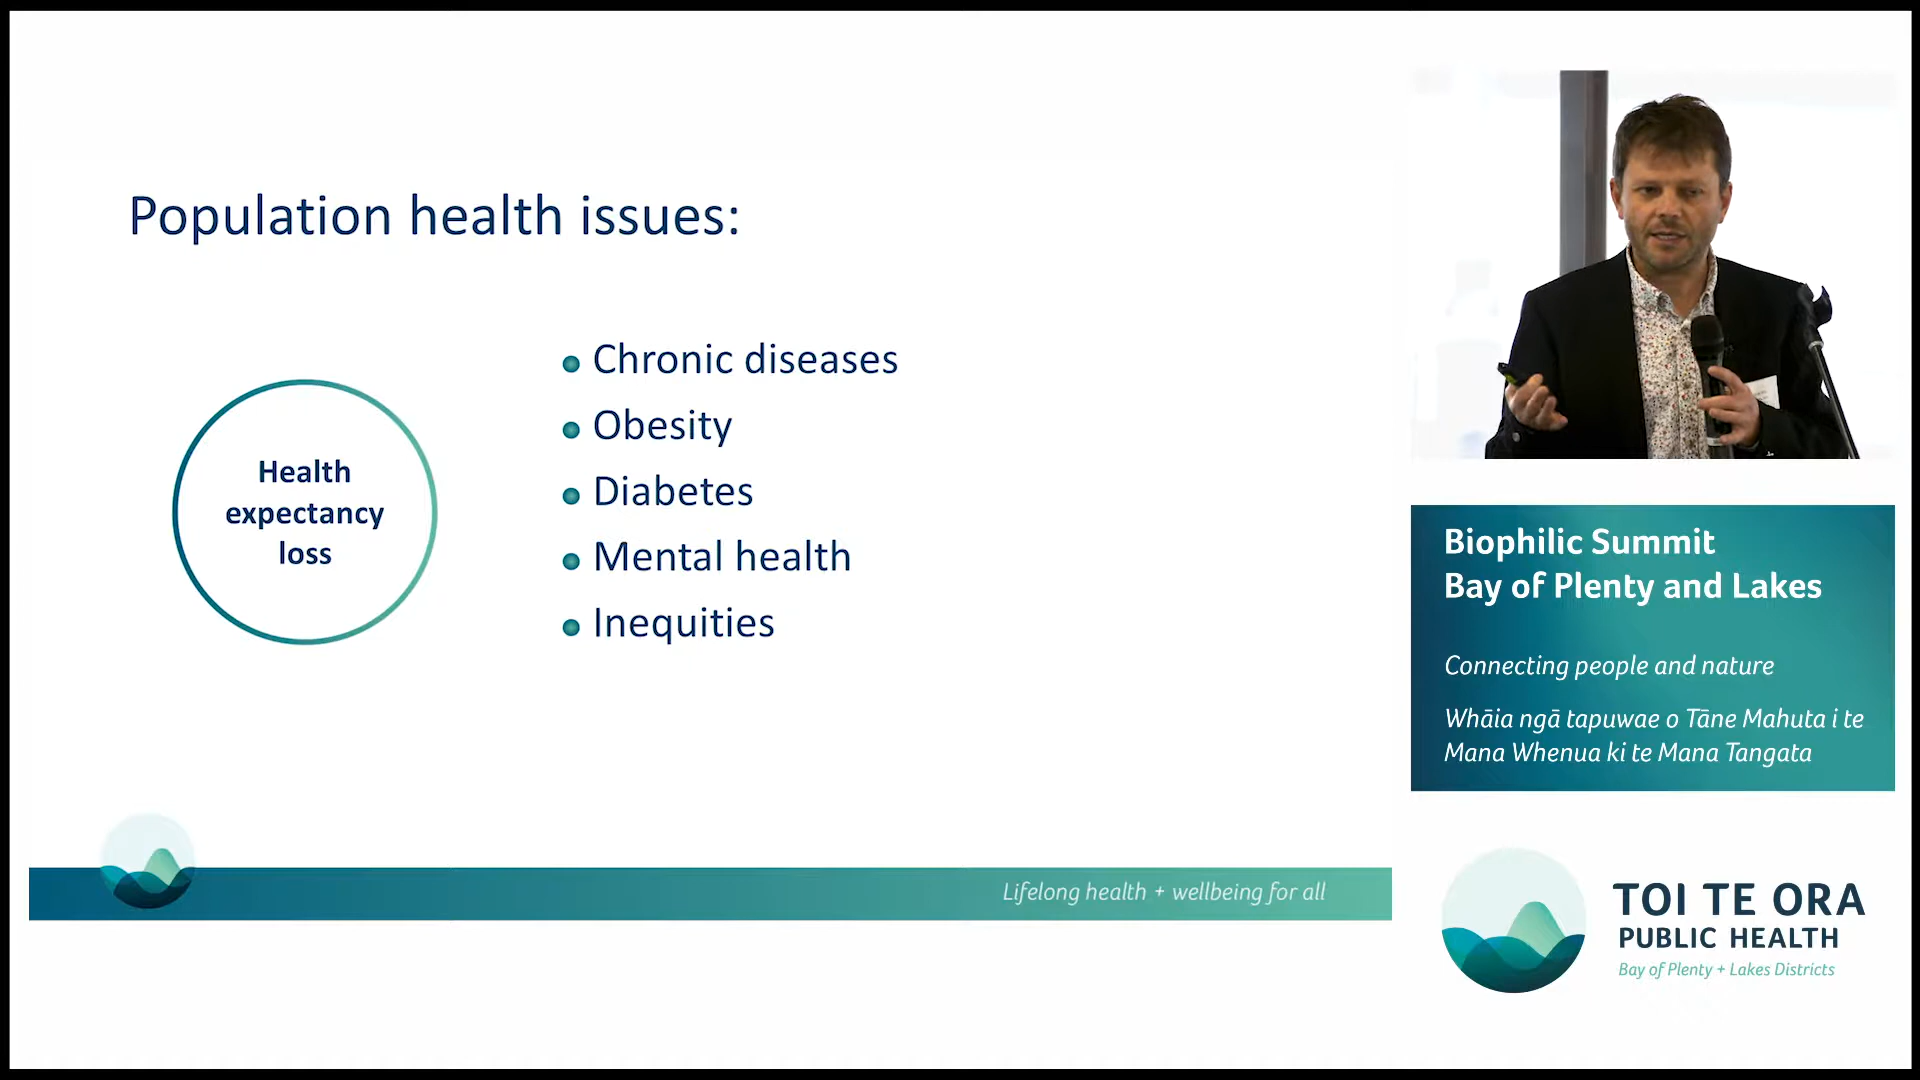 Population health issues:
Health
expectancy
loss
Chronic diseases
Obesity
Diabetes
Mental health
Inequities
Lifelong health + wellbeing for all
Biophilic Summit
Bay of Plenty and Lakes
Connecting people and nature
Whāia ngā tapuwae o Tāne Mahuta i te
Mana Whenua ki te Mana Tangata
TOI TE ORA
PUBLIC HEALTH
Bay of Plenty + Lakes Districts